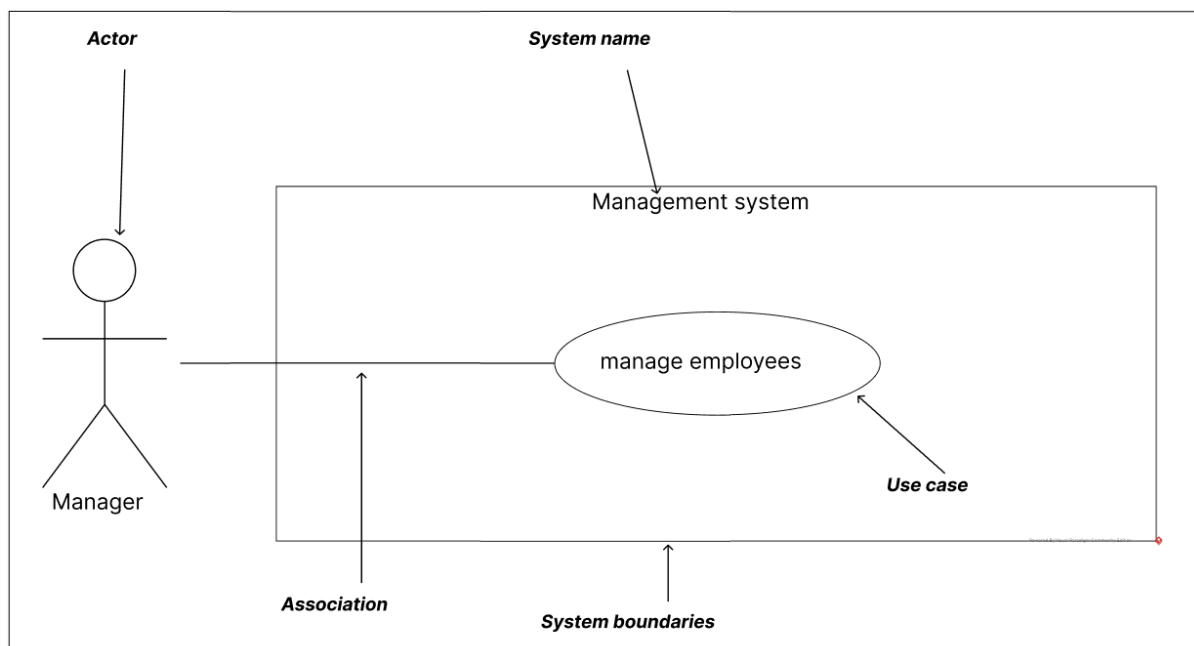 Actor
System name
Management system
manage employees
Use case
Manager
Association
System boundaries